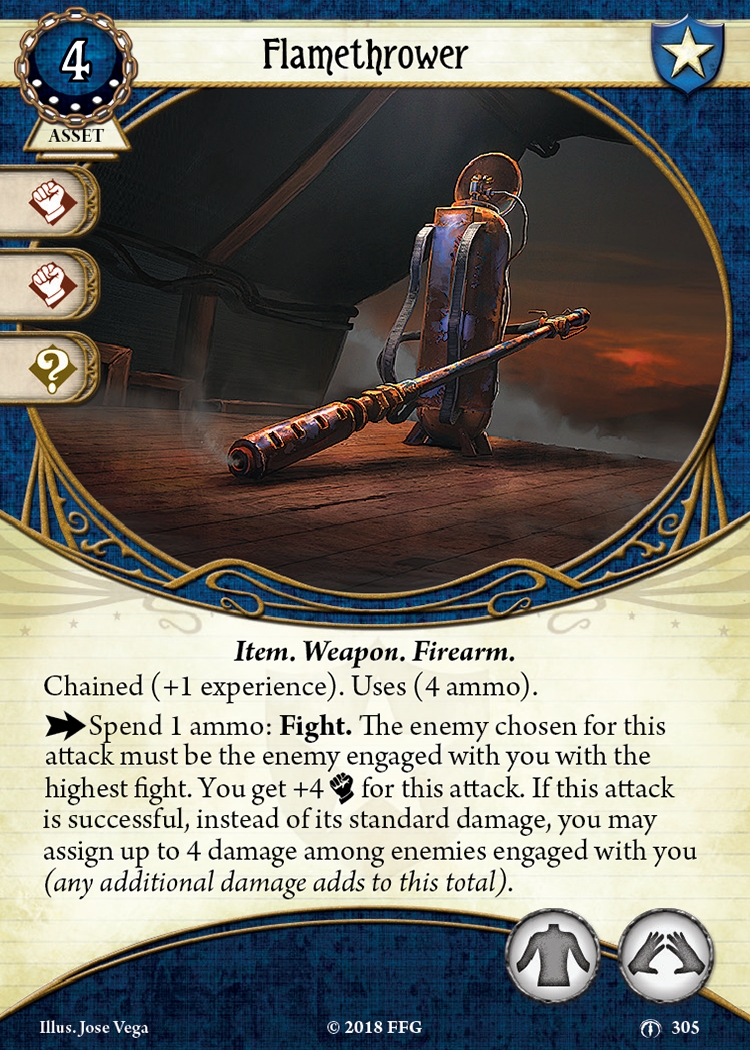 4
Flamethrower
ASSET
?
Item. Weapon. Firearm.
Chained (+1 experience). Uses (4 ammo).
Spend 1 ammo: Fight. The enemy chosen for this
attack must be the enemy engaged with you with the
highest fight. You get +4 for this attack. If this attack
is successful, instead of its standard damage, you may
assign up to 4 damage among enemies engaged with you
(any additional damage adds to this total).
Illus. Jose Vega
© 2018 FFG
305